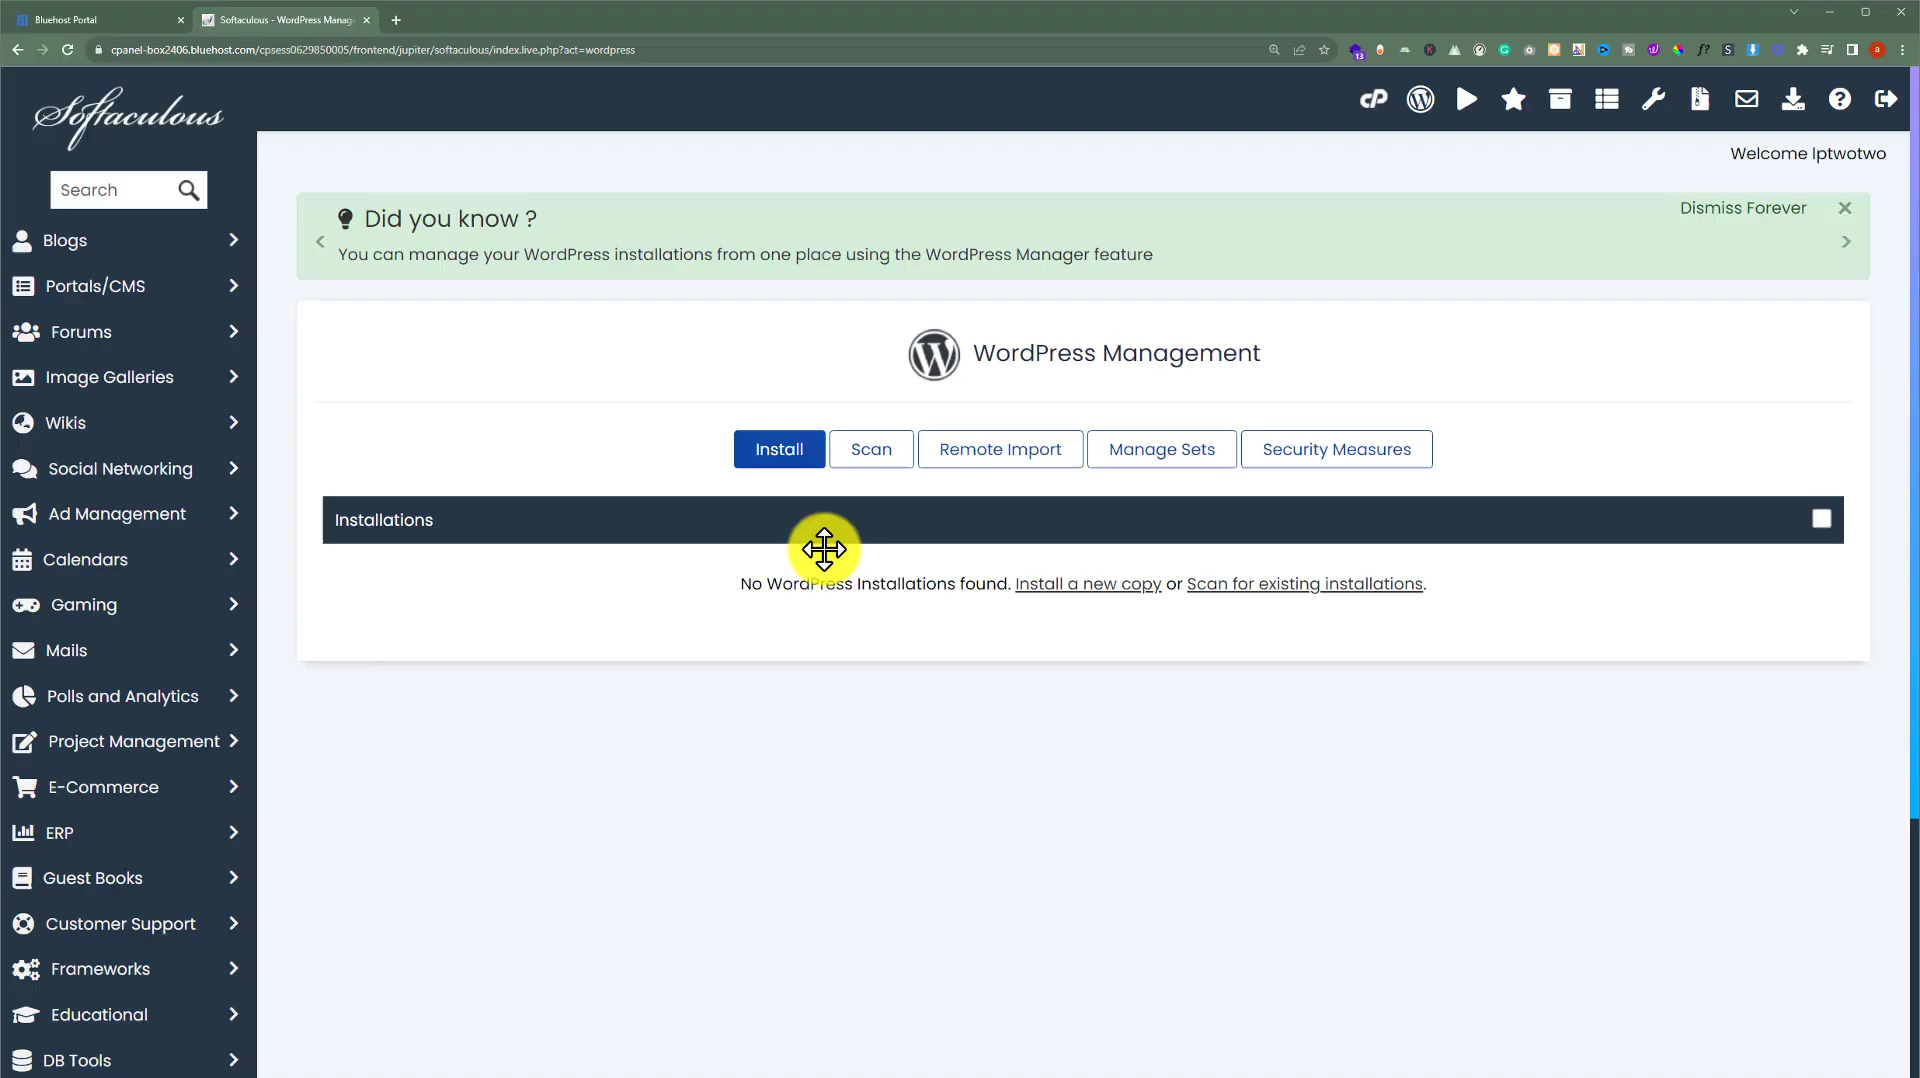 Bluehost Portal
Softaculous - WordPress Manag
cpanel-box2406.bluehost.com/cpsess0629850005/frontend/jupiter/softaculous/index.live.php?act=wordpress
13
a
Softaculous
cP
Welcome lptwotwo
Search
Did you know ?
Dismiss Forever
You can manage your WordPress installations from one place using the WordPress Manager feature
Blogs
Portals/CMS
Forums
Image Galleries
Wikis
Social Networking
Ad Management
Calendars
Gaming
Mails
Polls and Analytics
Project Management
E-Commerce
ERP
Guest Books
Customer Support
Frameworks
Educational
DB Tools
WordPress Management
Install
Scan
Remote Import
Manage Sets
Security Measures
Installations
No WordPress Installations found. Install a new copy or Scan for existing installations.